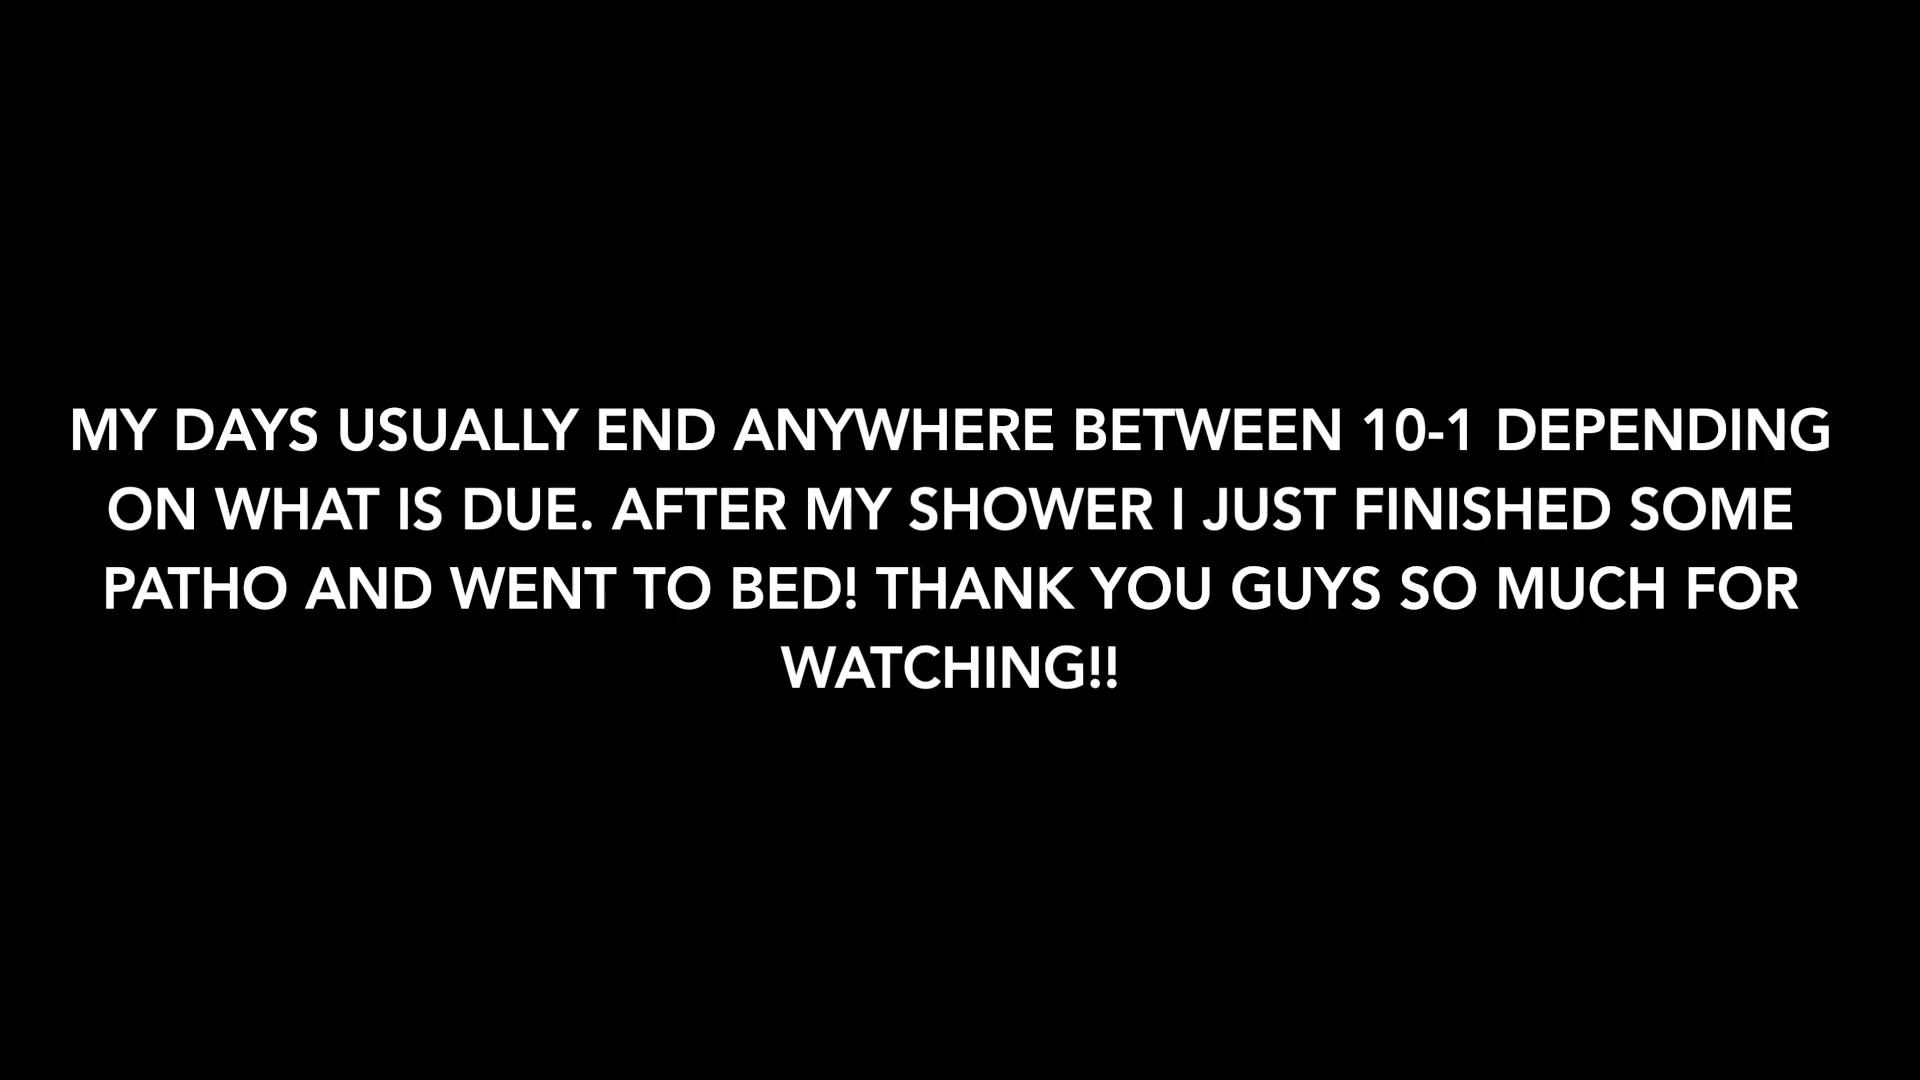 MY DAYS USUALLY END ANYWHERE BETWEEN 10-1 DEPENDING
ON WHAT IS DUE. AFTER MY SHOWER I JUST FINISHED SOME
PATHO AND WENT TO BED! THANK YOU GUYS SO MUCH FOR
WATCHING!!